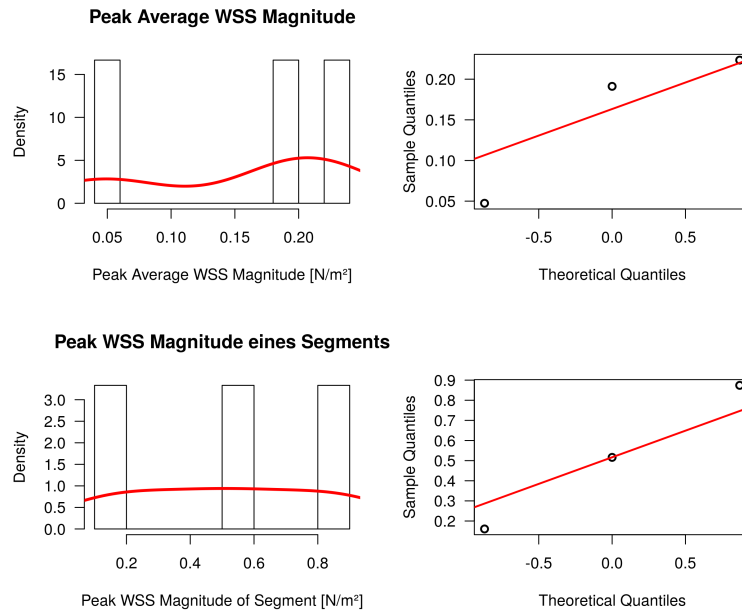 Peak Average WSS Magnitude
Density
0
5
10
15
0.05 0.10 0.15 0.20
Peak Average WSS Magnitude [N/m²]
Sample Quantiles
0.20
0.15
0.10
0.05
-0.5 0.0 0.5
Theoretical Quantiles
Peak WSS Magnitude eines Segments
Density
3.0
2.5
2.0
1.5
1.0
0.5
0.0
0.2 0.4 0.6 0.8
Peak WSS Magnitude of Segment [N/m²]
Sample Quantiles
0.9
0.8
0.7
0.6
0.5
0.4
0.3
0.2
-0.5 0.0 0.5
Theoretical Quantiles